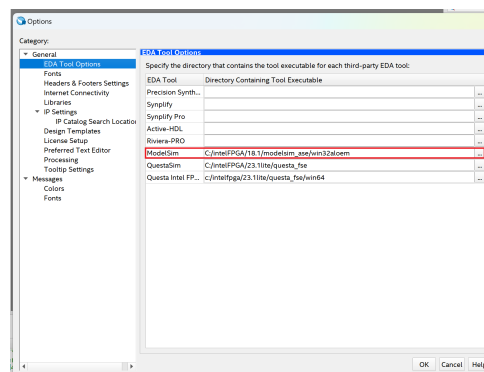 Options
Category:
General
EDA Tool Options
Fonts
Headers & Footers Settings
Internet Connectivity
Libraries
IP Settings
IP Catalog Search Location
Design Templates
License Setup
Preferred Text Editor
Processing
Tooltip Settings
Messages
Colors
Fonts
EDA Tool Options
Specify the directory that contains the tool executable for each third-party EDA tool:
EDA Tool Directory Containing Tool Executable
Precision Synth... ...
Synplify ...
Synplify Pro ...
Active-HDL ...
Riviera-PRO ...
ModelSim C:/intelFPGA/18.1/modelsim_ase/win32aloem ...
QuestaSim C:/intelFPGA/23.1lite/questa_fse ...
Questa Intel FP... c:/intelfpga/23.1lite/questa_fse/win64 ...
OK Cancel Help